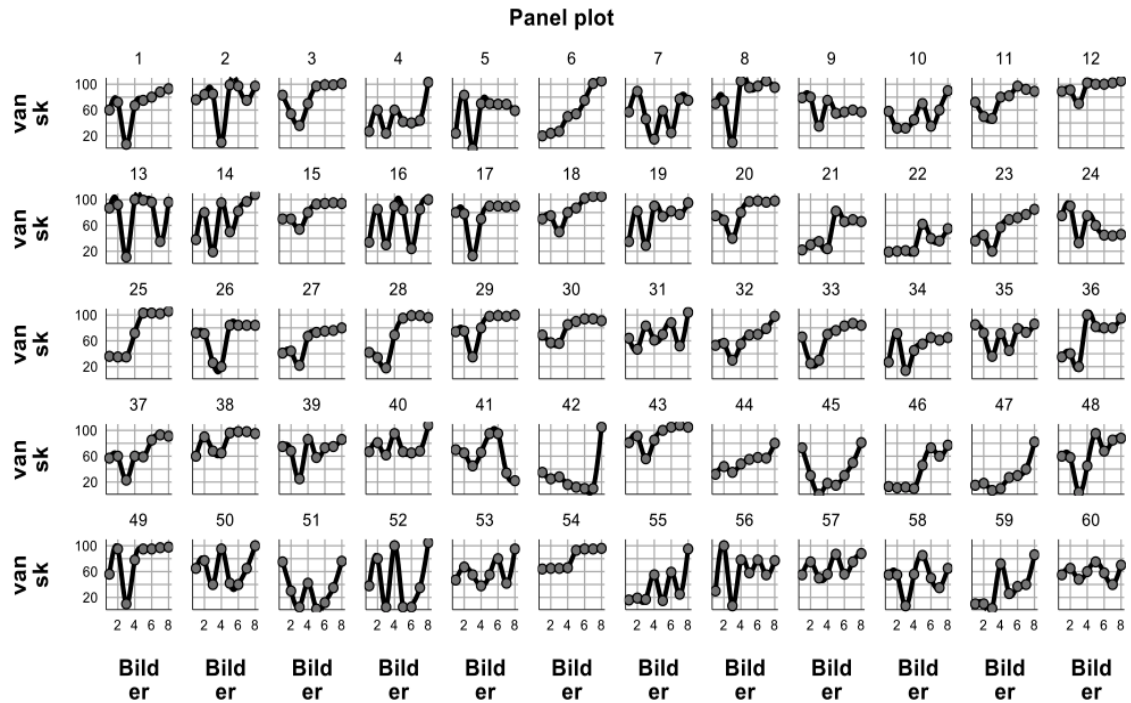 Panel plot
1 2 3 4 5 6 7 8 9 10 11 12
van
sk
100
60
20
13 14 15 16 17 18 19 20 21 22 23 24
van
sk
100
60
20
25 26 27 28 29 30 31 32 33 34 35 36
van
sk
100
60
20
37 38 39 40 41 42 43 44 45 46 47 48
van
sk
100
60
20
49 50 51 52 53 54 55 56 57 58 59 60
van
sk
100
60
20
2 4 6 8 2 4 6 8 2 4 6 8 2 4 6 8 2 4 6 8 2 4 6 8 2 4 6 8 2 4 6 8 2 4 6 8 2 4 6 8 2 4 6 8 2 4 6 8
Bild Bild Bild Bild Bild Bild Bild Bild Bild Bild Bild Bild
er er er er er er er er er er er er